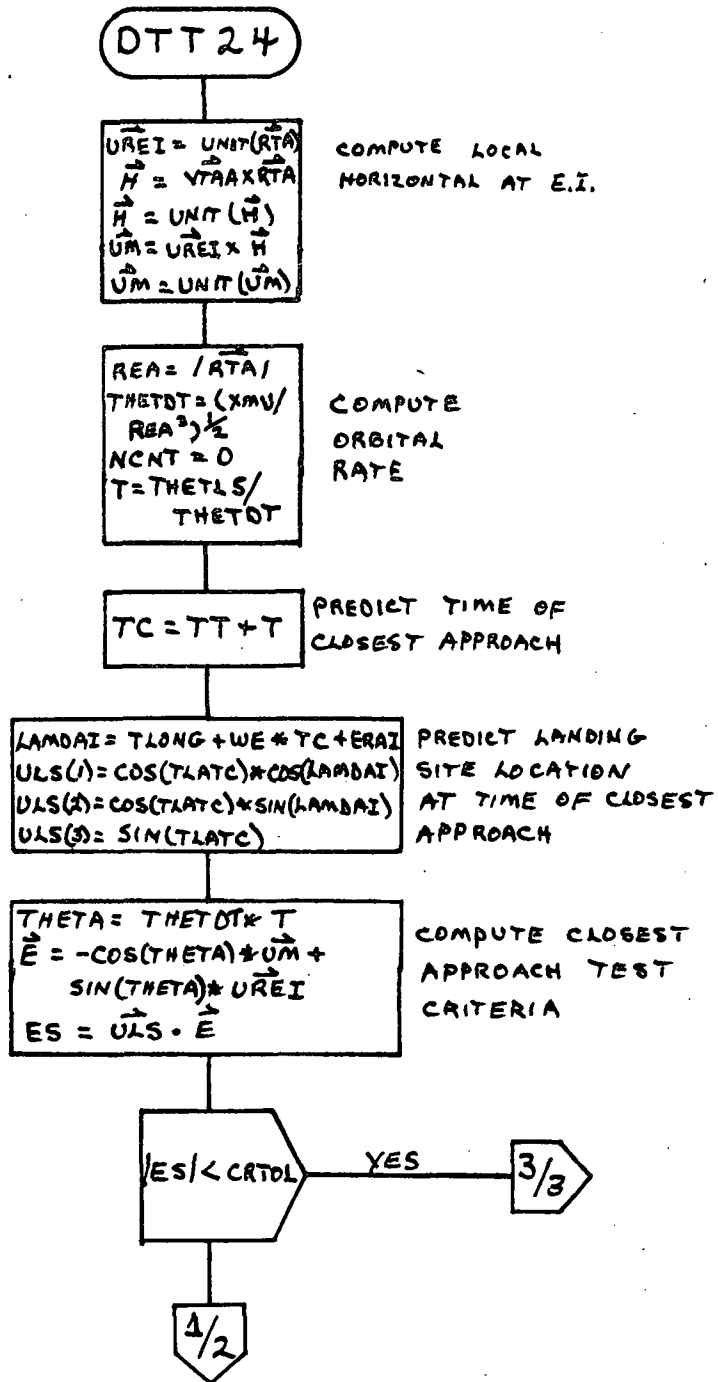 DTT24
UREI = UNIT(RTA)
H = VTAA×RTA
H = UNIT(H)
UM = UREI × H
UM = UNIT(UM)
COMPUTE LOCAL
HORIZONTAL AT E.I.
REA = /RTA/
THETDT = (XMU/
REA³)½
NCNT = 0
T = THETLS/
THETDT
COMPUTE
ORBITAL
RATE
TC = TT + T
PREDICT TIME OF
CLOSEST APPROACH
LAMDAI = TLONG + WE * TC + ERAI
ULS(1) = COS(TLATC)*COS(LAMDAI)
ULS(2) = COS(TLATC)*SIN(LAMDAI)
ULS(3) = SIN(TLATC)
PREDICT LANDING
SITE LOCATION
AT TIME OF CLOSEST
APPROACH
THETA = THETDT* T
E = -COS(THETA)*UM +
SIN(THETA)* UREI
ES = ULS • E
COMPUTE CLOSEST
APPROACH TEST
CRITERIA
/ES/ < CRTOL
YES
3/3
1/2